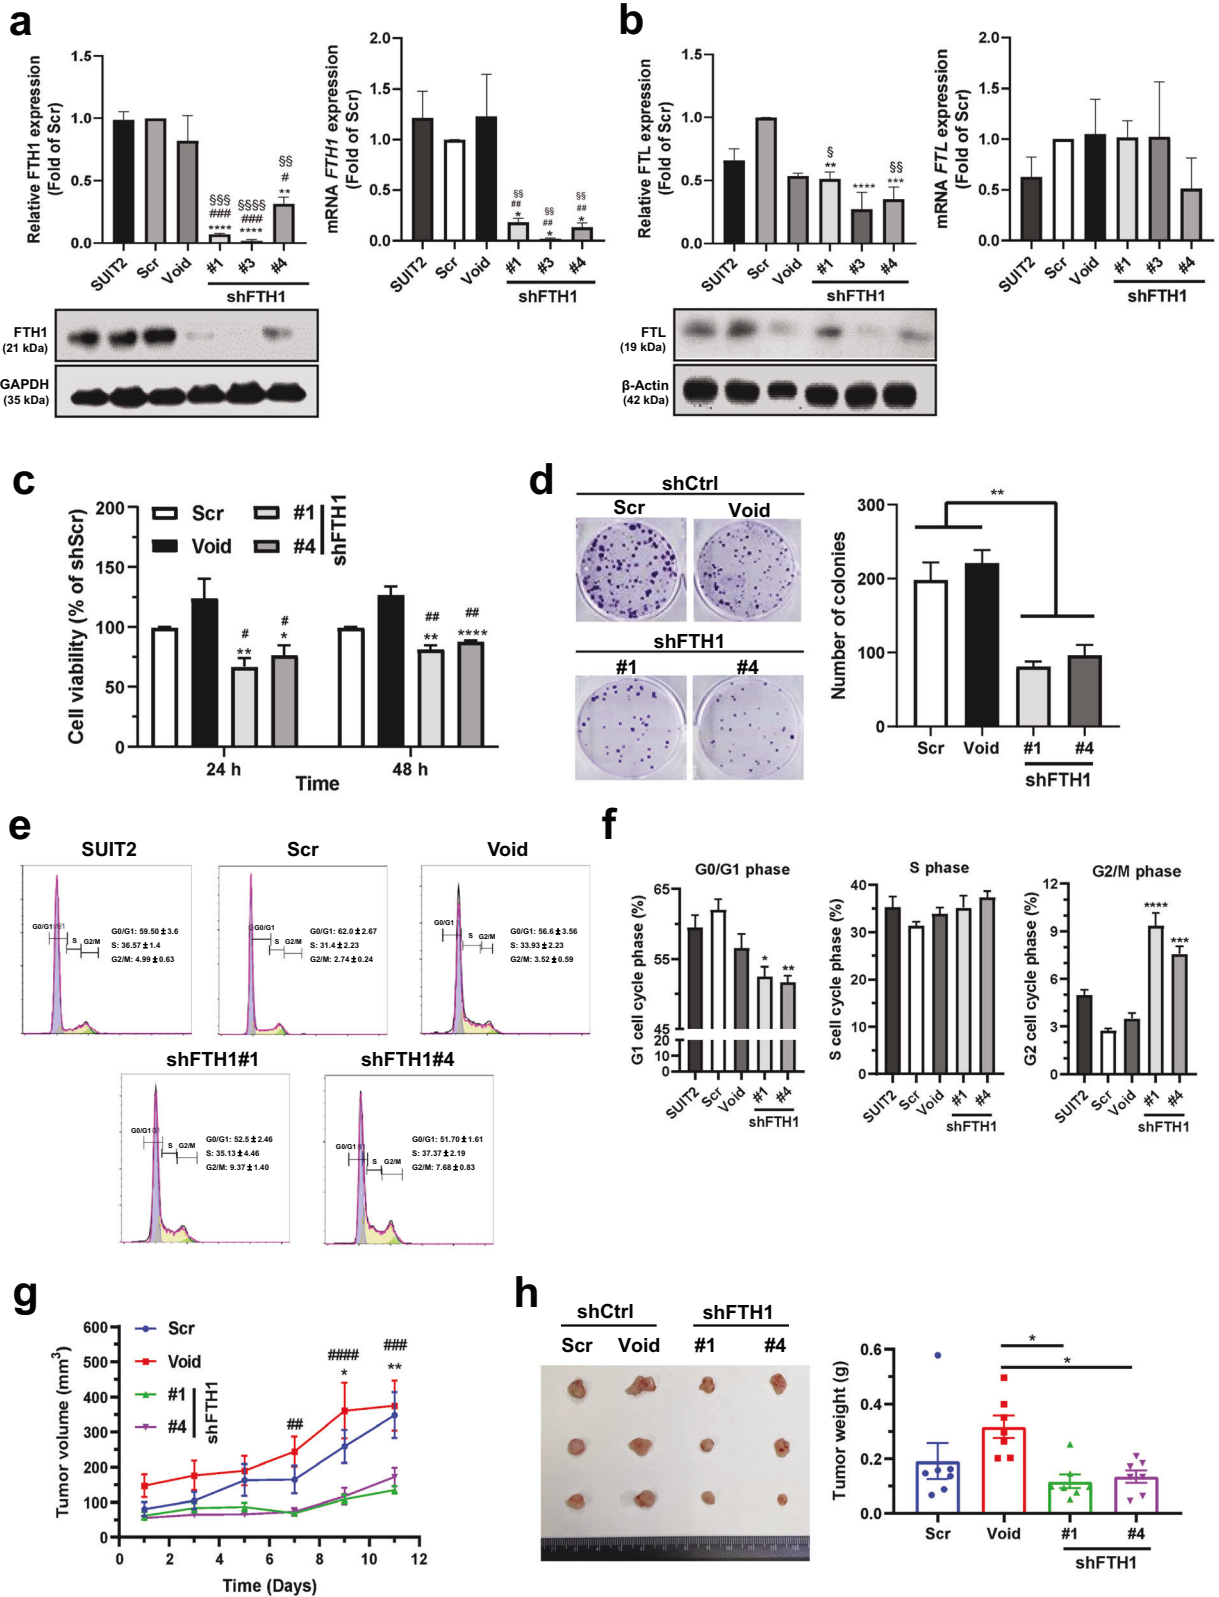 a
Relative FTH1 expression
(Fold of Scr)
1.5
1.0
0.5
0.0
§§§
###
****
§§§§
###
****
§§
#
**
SUIT2
Scr
Void
#1
#3
#4
shFTH1
mRNA FTH1 expression
(Fold of Scr)
2.0
1.5
1.0
0.5
0.0
§§
##
*
§§
##
*
§§
##
*
SUIT2
Scr
Void
#1
#3
#4
shFTH1
FTH1
(21 kDa)
GAPDH
(35 kDa)
b
Relative FTL expression
(Fold of Scr)
1.5
1.0
0.5
0.0
§
**
****
§§
***
SUIT2
Scr
Void
#1
#3
#4
shFTH1
mRNA FTL expression
(Fold of Scr)
2.0
1.5
1.0
0.5
0.0
SUIT2
Scr
Void
#1
#3
#4
shFTH1
FTL
(19 kDa)
β-Actin
(42 kDa)
c
Cell viability (% of shScr)
200
150
100
50
0
Scr
Void
#1
#4
shFTH1
#
**
#
*
##
**
##
****
24 h
48 h
Time
d
shCtrl
Scr
Void
shFTH1
#1
#4
Number of colonies
300
200
100
0
**
Scr
Void
#1
#4
shFTH1
e
SUIT2
G0/G1
S
G2/M
G0/G1: 59.50±3.6
S: 36.57±1.4
G2/M: 4.99±0.63
Scr
G0/G1
S
G2/M
G0/G1: 62.0±2.67
S: 31.4±2.23
G2/M: 2.74±0.24
Void
G0/G1
S
G2/M
G0/G1: 56.6±3.56
S: 33.93±2.23
G2/M: 3.52±0.59
shFTH1#1
G0/G1
S
G2/M
G0/G1: 52.5±2.46
S: 35.13±4.46
G2/M: 9.37±1.40
shFTH1#4
G0/G1
S
G2/M
G0/G1: 51.70±1.61
S: 37.37±2.19
G2/M: 7.68±0.83
f
G0/G1 phase
G1 cell cycle phase (%)
65
55
45
20
10
0
*
**
SUIT2
Scr
Void
#1
#4
shFTH1
S phase
S cell cycle phase (%)
40
30
20
10
0
SUIT2
Scr
Void
#1
#4
shFTH1
G2/M phase
G2 cell cycle phase (%)
12
9
6
3
0
****
***
SUIT2
Scr
Void
#1
#4
shFTH1
g
Tumor volume (mm³)
600
500
400
300
200
100
0
Scr
Void
#1
#4
shFTH1
##
####
*
###
**
0
2
4
6
8
10
12
Time (Days)
h
shCtrl
shFTH1
Scr
Void
#1
#4
Tumor weight (g)
0.6
0.4
0.2
0.0
*
*
Scr
Void
#1
#4
shFTH1